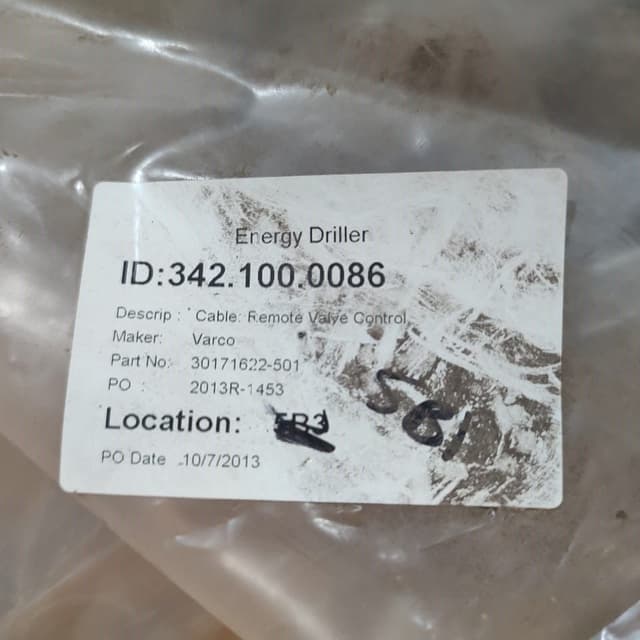 Energy Driller
ID:342.100.0086
Descrip : Cable: Remote Valve Control
Maker: Varco
Part No: 30171622-501
PO : 2013R-1453
Location:
PO Date 10/7/2013